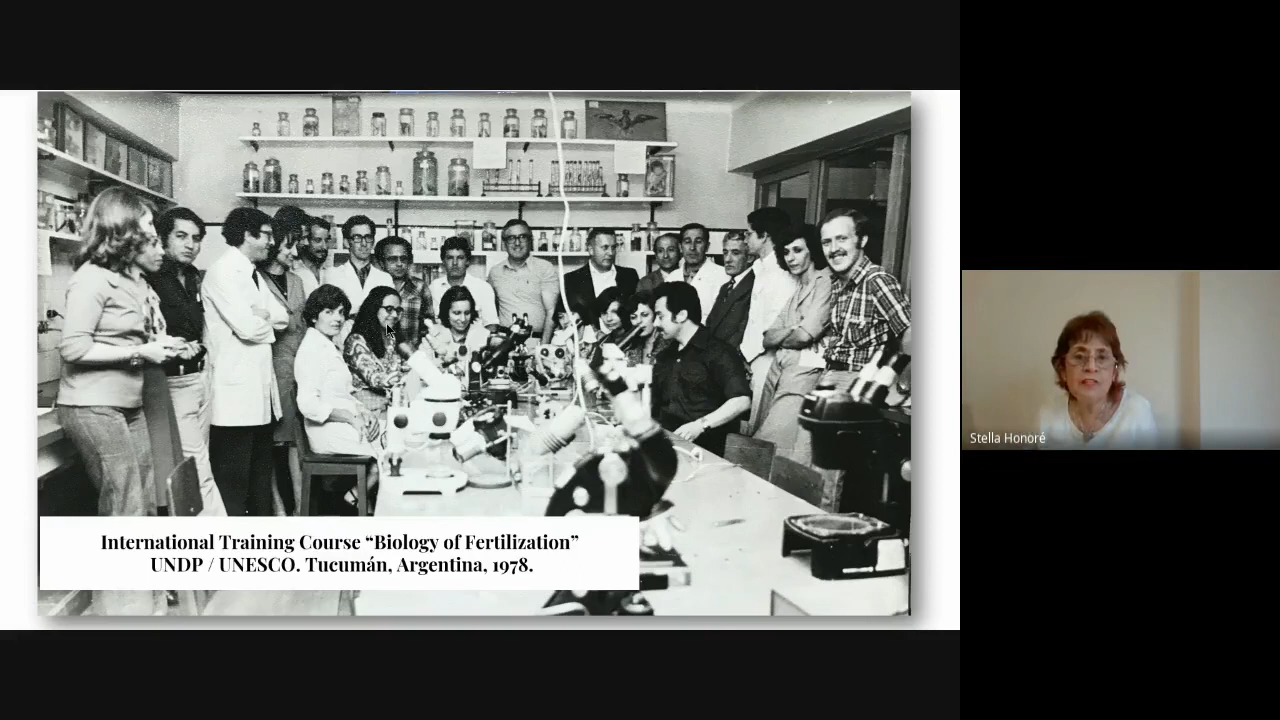 International Training Course “Biology of Fertilization”
UNDP / UNESCO. Tucumán, Argentina, 1978.
Stella Honoré